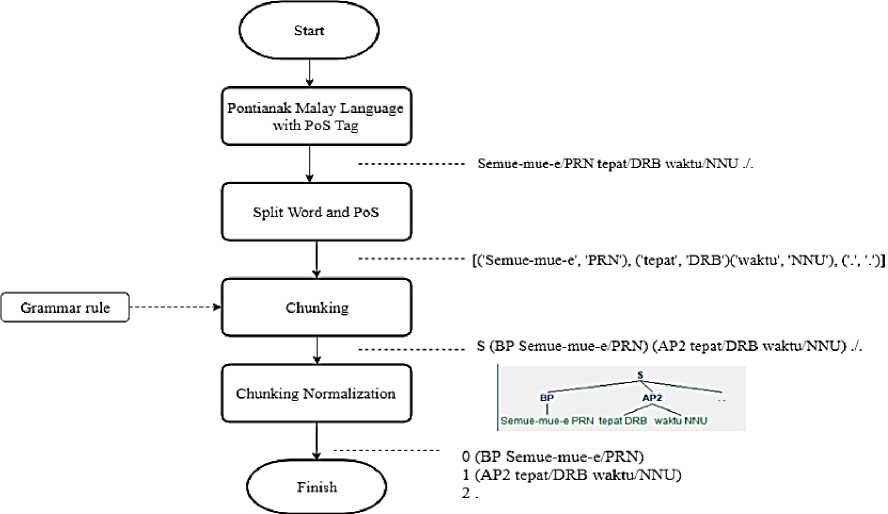 Start
Pontianak Malay Language
with PoS Tag
Semue-mue-e/PRN tepat/DRB waktu/NNU ./.
Split Word and PoS
[('Semue-mue-e', 'PRN'), ('tepat', 'DRB')('waktu', 'NNU'), ('.', '.')]
Grammar rule
Chunking
S (BP Semue-mue-e/PRN) (AP2 tepat/DRB waktu/NNU) ./.
Chunking Normalization
S
BP
AP2
. .
Semue-mue-e PRN tepat DRB waktu NNU
0 (BP Semue-mue-e/PRN)
1 (AP2 tepat/DRB waktu/NNU)
2 .
Finish